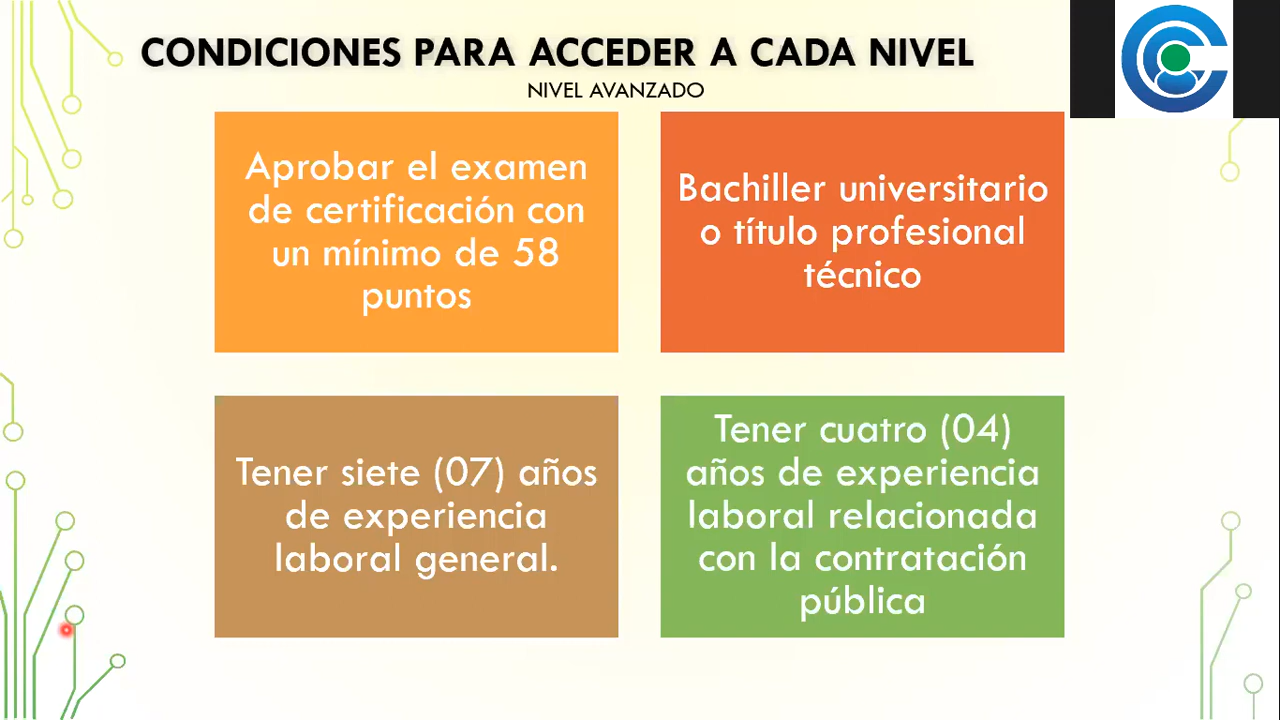 CONDICIONES PARA ACCEDER A CADA NIVEL
NIVEL AVANZADO
Aprobar el examen
de certificación con
un mínimo de 58
puntos
Bachiller universitario
o título profesional
técnico
Tener siete (07) años
de experiencia
laboral general.
Tener cuatro (04)
años de experiencia
laboral relacionada
con la contratación
pública